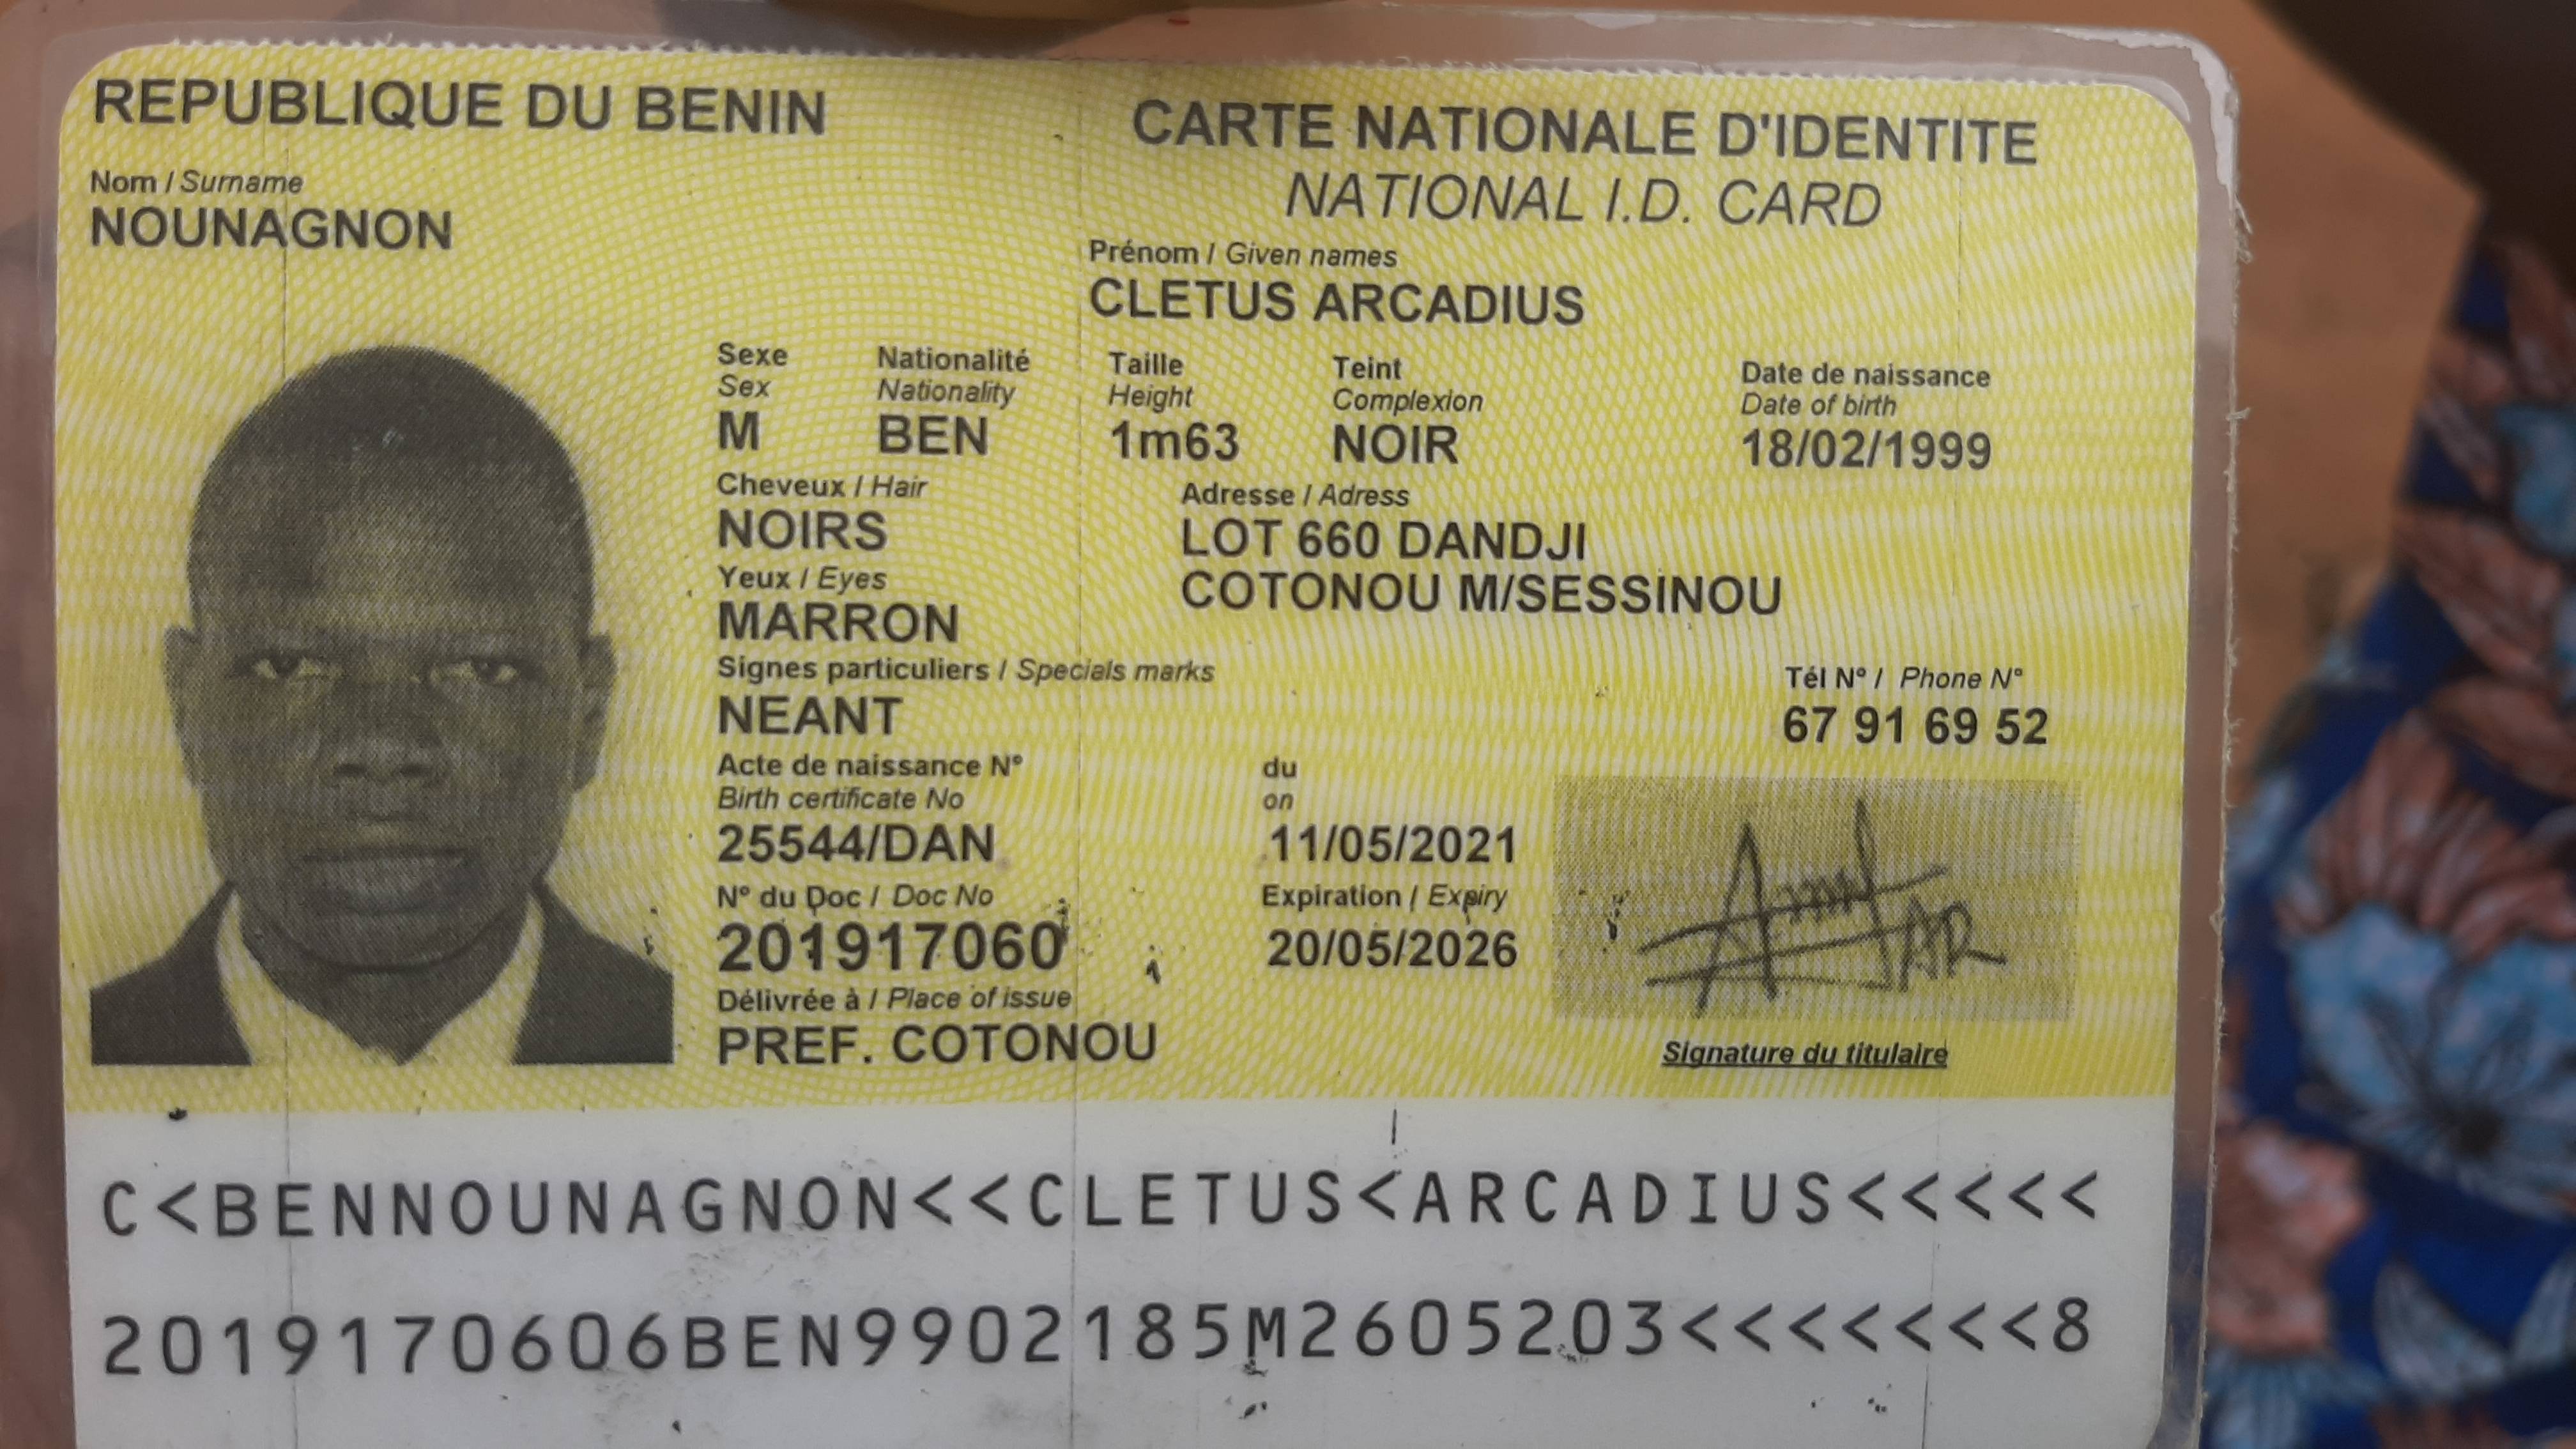 REPUBLIQUE DU BENIN
CARTE NATIONALE D'IDENTITE
NATIONAL I.D. CARD
Nom / Surname
NOUNAGNON
Prénom / Given names
CLETUS ARCADIUS
Sexe Nationalité Taille Teint Date de naissance
Sex Nationality Height Complexion Date of birth
M BEN 1m63 NOIR 18/02/1999
Cheveux / Hair
NOIRS
Adresse / Adress
LOT 660 DANDJI
COTONOU M/SESSINOU
Yeux / Eyes
MARRON
Signes particuliers / Specials marks
NEANT
Tél N° / Phone N°
67 91 69 52
Acte de naissance N° du
Birth certificate No on
25544/DAN 11/05/2021
N° du Doc / Doc No Expiration / Expiry
201917060 20/05/2026
Délivrée à / Place of issue
PREF. COTONOU
Signature du titulaire
C<BENNOUNAGNON<<CLETUS<ARCADIUS<<<<<
2019170606BEN9902185M2605203<<<<<<<8